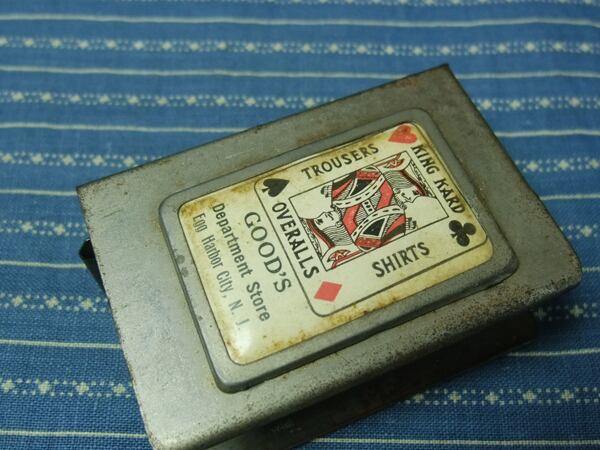 TROUSERS
KING KARD
OVERALLS
SHIRTS
GOOD'S
Department Store
Egg Harbor City, N. J.